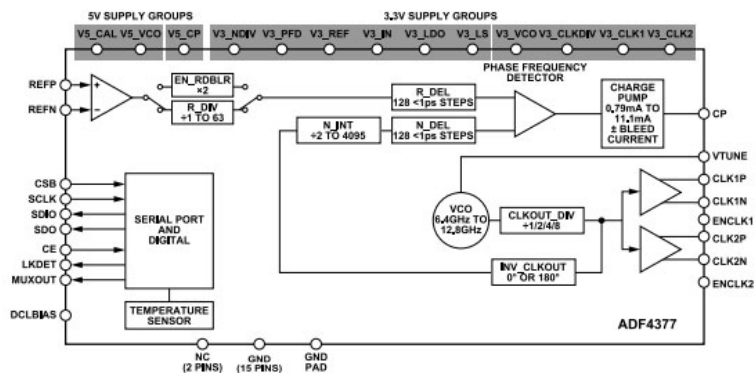 5V SUPPLY GROUPS
3.3V SUPPLY GROUPS
V5_CAL V5_VCO V5_CP V3_NDIV V3_PFD V3_REF V3_IN V3_LDO V3_LS V3_VCO V3_CLKDIV V3_CLK1 V3_CLK2
PHASE FREQUENCY
DETECTOR
REFP
REFN
+
−
EN_RDBLR
×2
R_DIV
÷1 TO 63
R_DEL
128 <1ps STEPS
N_INT
÷2 TO 4095
N_DEL
128 <1ps STEPS
CHARGE
PUMP
0.79mA TO
11.1mA
± BLEED
CURRENT
CP
VTUNE
CLK1P
CLK1N
ENCLK1
CLK2P
CLK2N
ENCLK2
VCO
6.4GHz TO
12.8GHz
CLKOUT_DIV
÷1/2/4/8
INV_CLKOUT
0° OR 180°
CSB
SCLK
SDIO
SDO
CE
LKDET
MUXOUT
DCLBIAS
SERIAL PORT
AND
DIGITAL
TEMPERATURE
SENSOR
ADF4377
NC
(2 PINS)
GND
(15 PINS)
GND
PAD